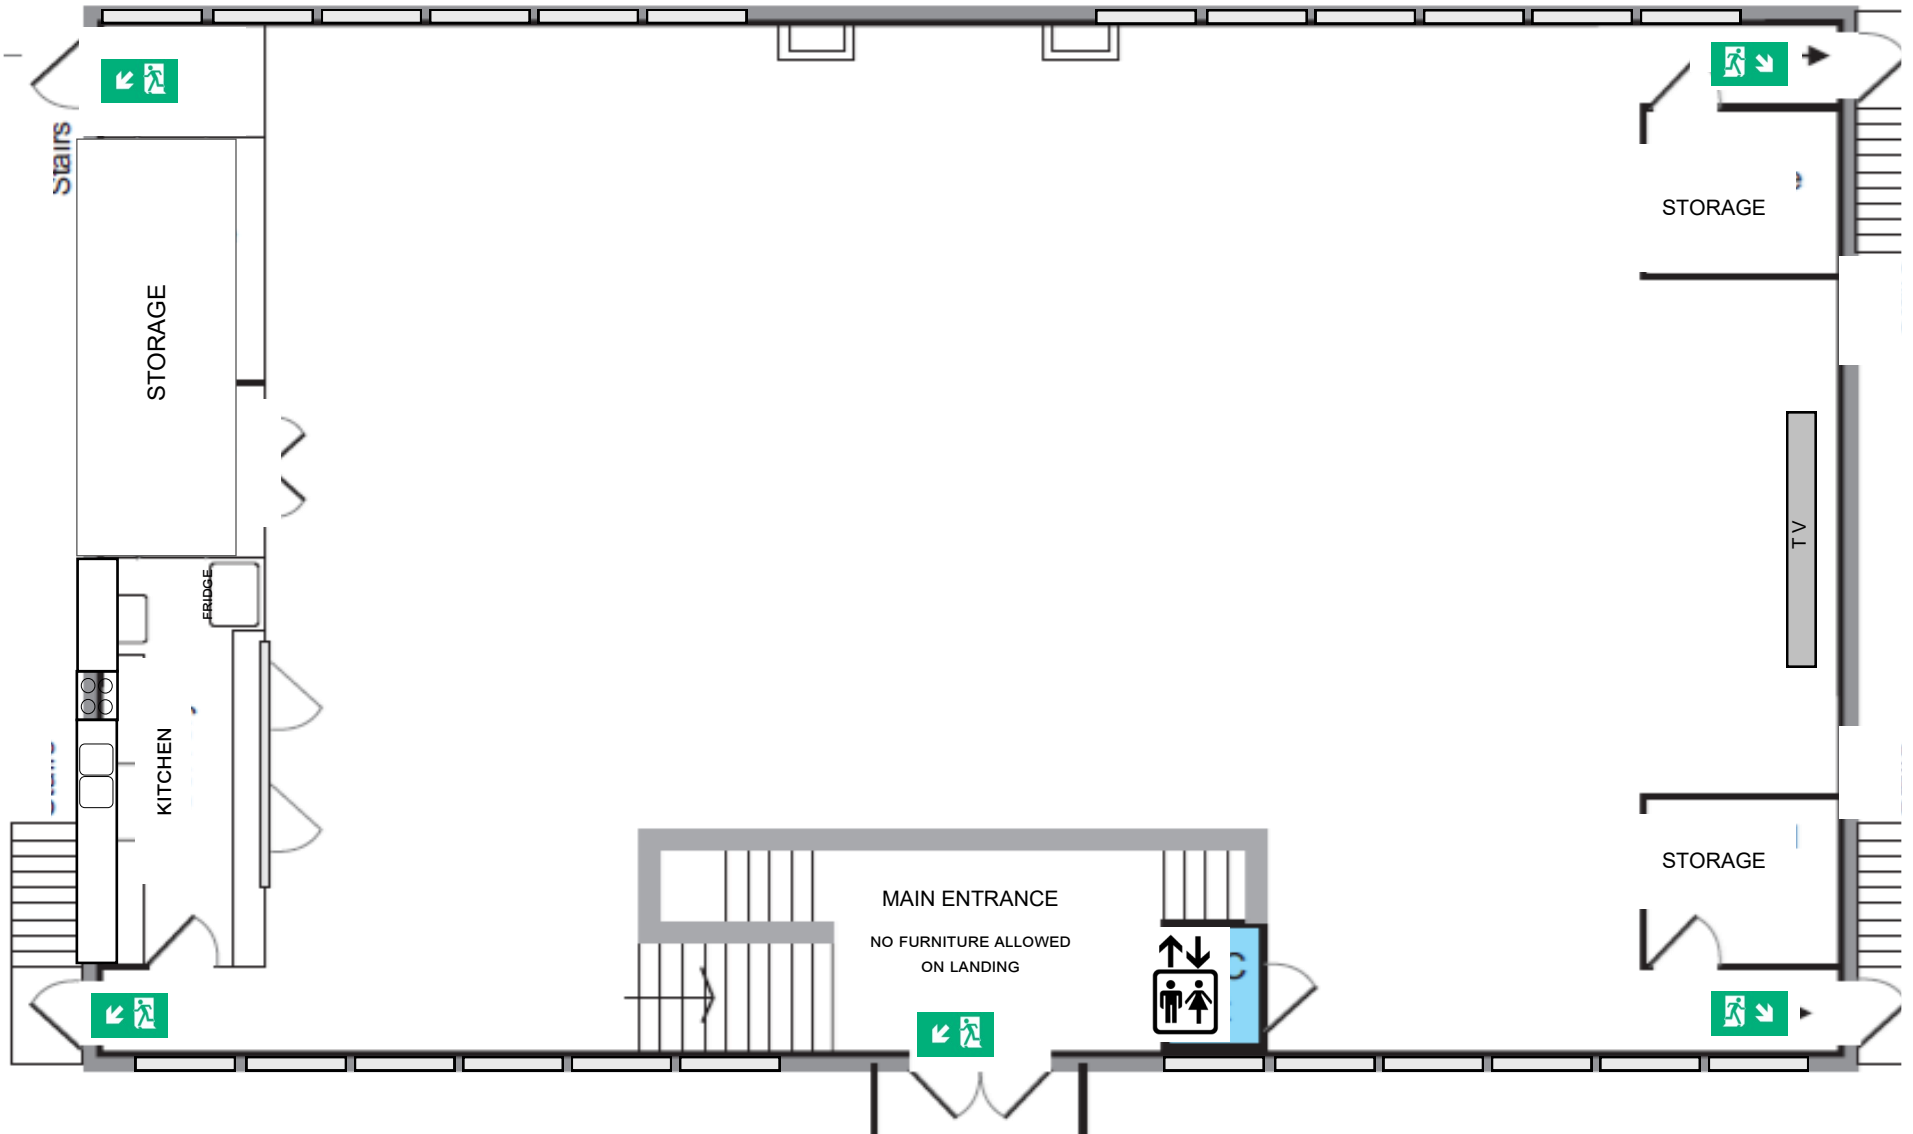 Stairs
STORAGE
STORAGE
FRIDGE
TV
KITCHEN
MAIN ENTRANCE
NO FURNITURE ALLOWED
ON LANDING
STORAGE
C